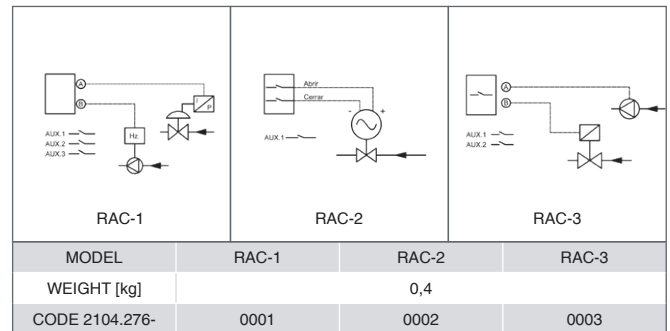 A
B
I
P
Hz.
AUX.1
AUX.2
AUX.3
RAC-1
Abrir
Cerrar
- +
AUX.1
RAC-2
A
B
AUX.1
AUX.2
RAC-3
MODEL RAC-1 RAC-2 RAC-3
WEIGHT [kg] 0,4
CODE 2104.276- 0001 0002 0003